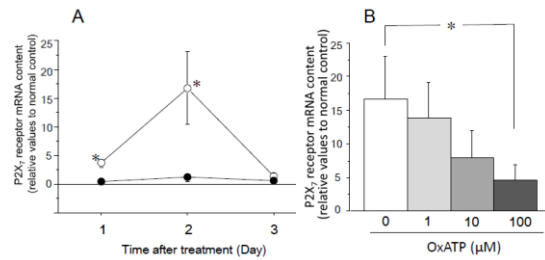 A
P2X7 receptor mRNA content
(relative values to normal control)
25
20
15
10
5
0
*
*
1
2
3
Time after treatment (Day)
B
P2X7 receptor mRNA content
(relative values to normal control)
25
20
15
10
5
0
*
0
1
10
100
OxATP (μM)